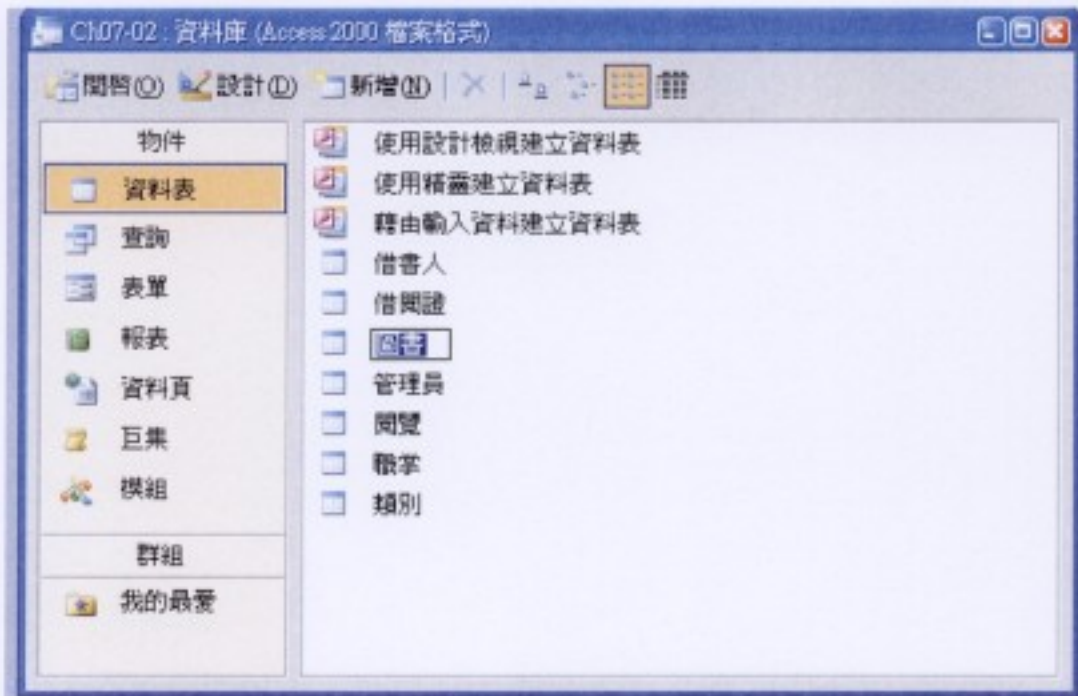 Ch07-02 : 資料庫 (Access 2000 檔案格式)
開啟(O) 設計(D) 新增(N)
物件
資料表
查詢
表單
報表
資料頁
巨集
模組
群組
我的最愛
使用設計檢視建立資料表
使用精靈建立資料表
藉由輸入資料建立資料表
借書人
借閱證
圖書
管理員
閱覽
職掌
類別